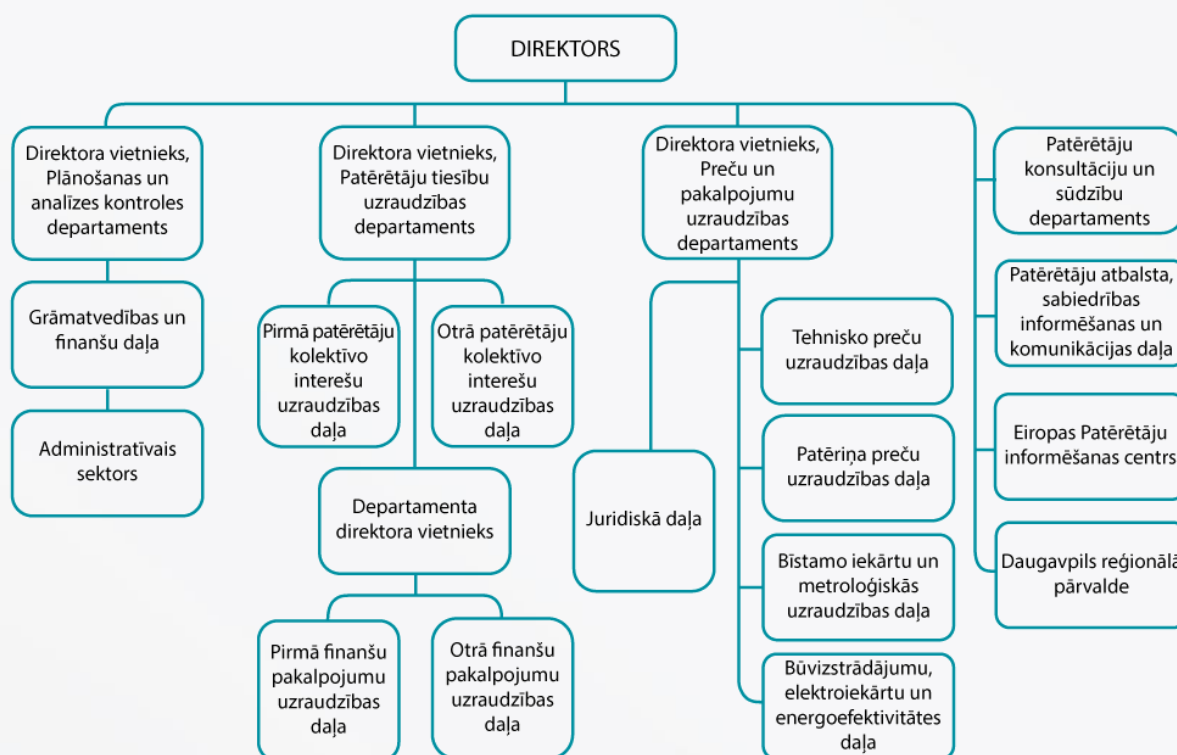 DIREKTORS
Direktora vietnieks,
Plānošanas un
analīzes kontroles
departaments
Grāmatvedības un
finanšu daļa
Administratīvais
sektors
Direktora vietnieks,
Patērētāju tiesību
uzraudzības
departaments
Pirmā patērētāju
kolektīvo
interešu
uzraudzības
daļa
Otrā patērētāju
kolektīvo
interešu
uzraudzības
daļa
Departamenta
direktora vietnieks
Pirmā finanšu
pakalpojumu
uzraudzības
daļa
Otrā finanšu
pakalpojumu
uzraudzības
daļa
Direktora vietnieks,
Preču un
pakalpojumu
uzraudzības
departaments
Juridiskā daļa
Tehnisko preču
uzraudzības daļa
Patēriņa preču
uzraudzības daļa
Bīstamo iekārtu un
metroloģiskās
uzraudzības daļa
Būvizstrādājumu,
elektroiekārtu un
energoefektivitātes
daļa
Patērētāju
konsultāciju un
sūdzību
departaments
Patērētāju atbalsta,
sabiedrības
informēšanas un
komunikācijas daļa
Eiropas Patērētāju
informēšanas centrs
Daugavpils reģionālā
pārvalde